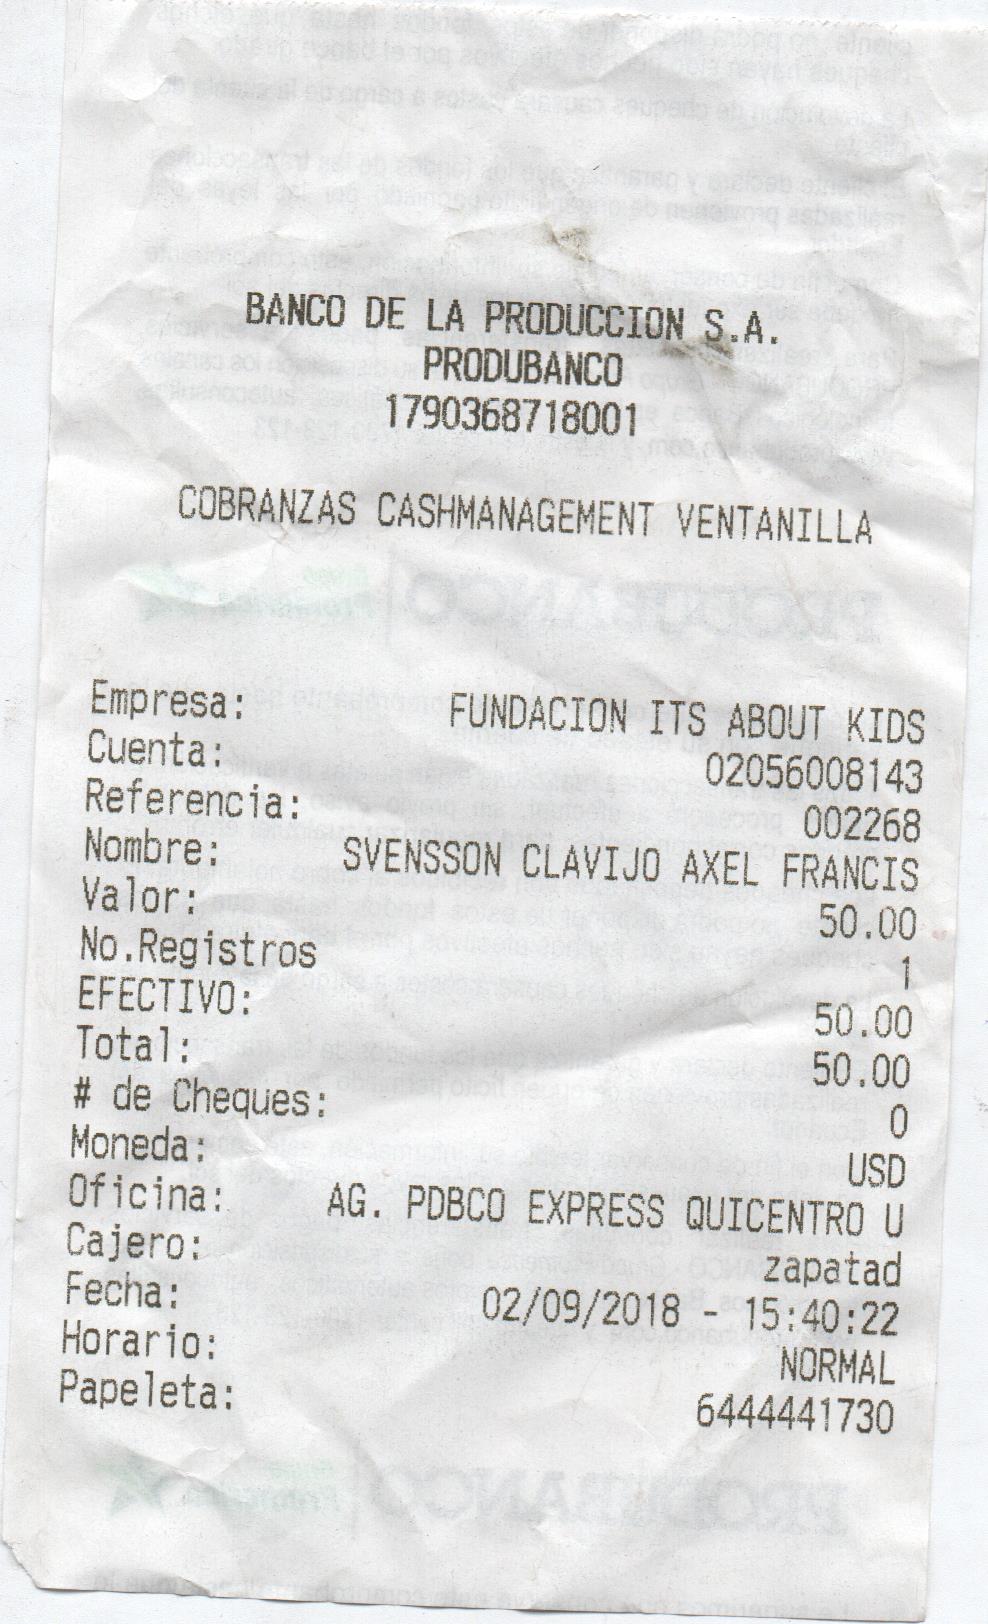 BANCO DE LA PRODUCCION S.A.
PRODUBANCO
1790368718001
COBRANZAS CASHMANAGEMENT VENTANILLA
Empresa: FUNDACION ITS ABOUT KIDS
Cuenta: 02056008143
Referencia: 002268
Nombre: SVENSSON CLAVIJO AXEL FRANCIS
Valor: 50.00
No.Registros 1
EFECTIVO: 50.00
Total: 50.00
# de Cheques: 0
Moneda: USD
Oficina: AG. PDBCO EXPRESS QUICENTRO U
Cajero: zapatad
Fecha: 02/09/2018 - 15:40:22
Horario: NORMAL
Papeleta: 6444441730